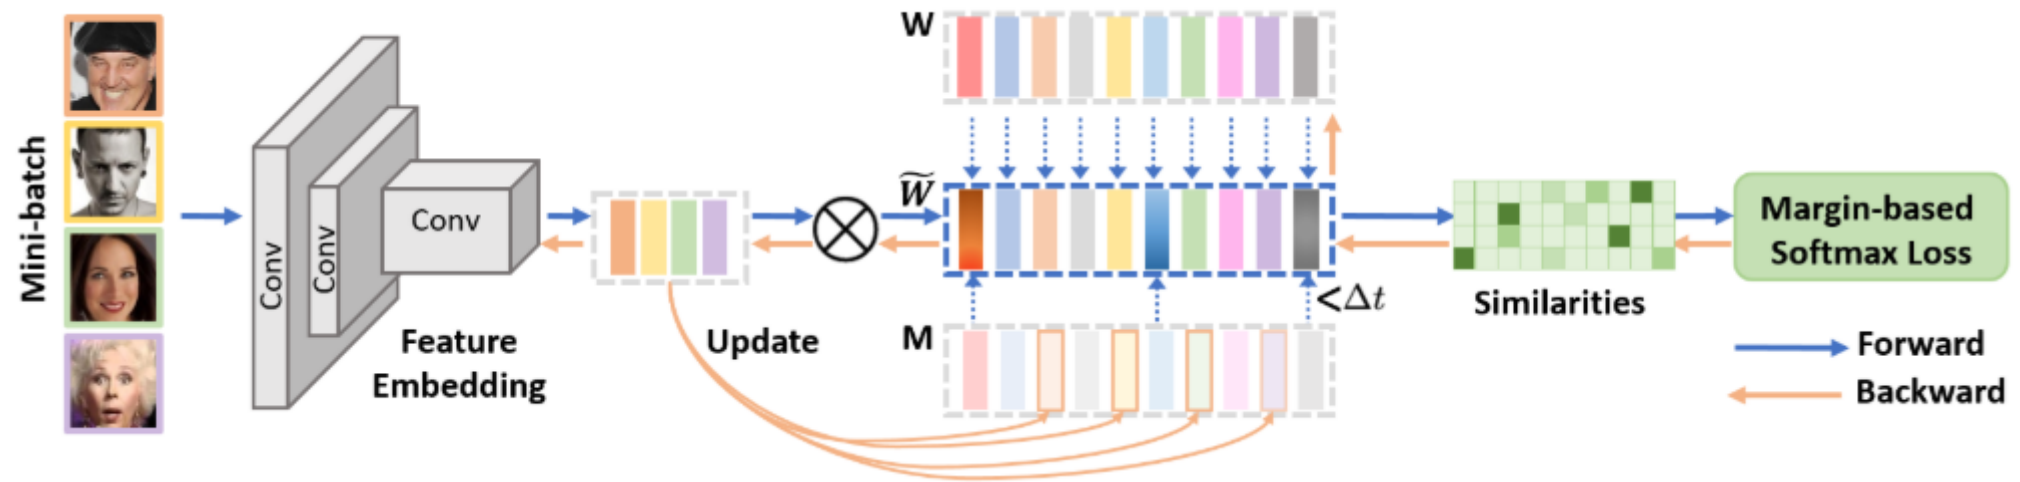 Mini-batch
Conv
Conv
Conv
Feature
Embedding
Update
W
W̃
M
<Δt
Similarities
Margin-based
Softmax Loss
Forward
Backward